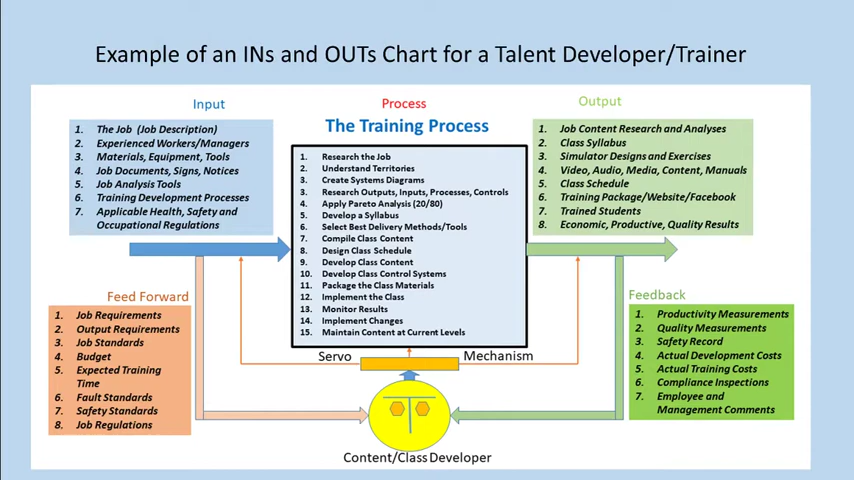 Example of an INs and OUTs Chart for a Talent Developer/Trainer
Input
1. The Job (Job Description)
2. Experienced Workers/Managers
3. Materials, Equipment, Tools
4. Job Documents, Signs, Notices
5. Job Analysis Tools
6. Training Development Processes
7. Applicable Health, Safety and
Occupational Regulations
Process
The Training Process
1. Research the Job
2. Understand Territories
3. Create Systems Diagrams
3. Research Outputs, Inputs, Processes, Controls
4. Apply Pareto Analysis (20/80)
5. Develop a Syllabus
6. Select Best Delivery Methods/Tools
7. Compile Class Content
8. Design Class Schedule
9. Develop Class Content
10. Develop Class Control Systems
11. Package the Class Materials
12. Implement the Class
13. Monitor Results
14. Implement Changes
15. Maintain Content at Current Levels
Output
1. Job Content Research and Analyses
2. Class Syllabus
3. Simulator Designs and Exercises
4. Video, Audio, Media, Content, Manuals
5. Class Schedule
6. Training Package/Website/Facebook
7. Trained Students
8. Economic, Productive, Quality Results
Feed Forward
1. Job Requirements
2. Output Requirements
3. Job Standards
4. Budget
5. Expected Training
Time
6. Fault Standards
7. Safety Standards
8. Job Regulations
Servo Mechanism
Content/Class Developer
Feedback
1. Productivity Measurements
2. Quality Measurements
3. Safety Record
4. Actual Development Costs
5. Actual Training Costs
6. Compliance Inspections
7. Employee and
Management Comments